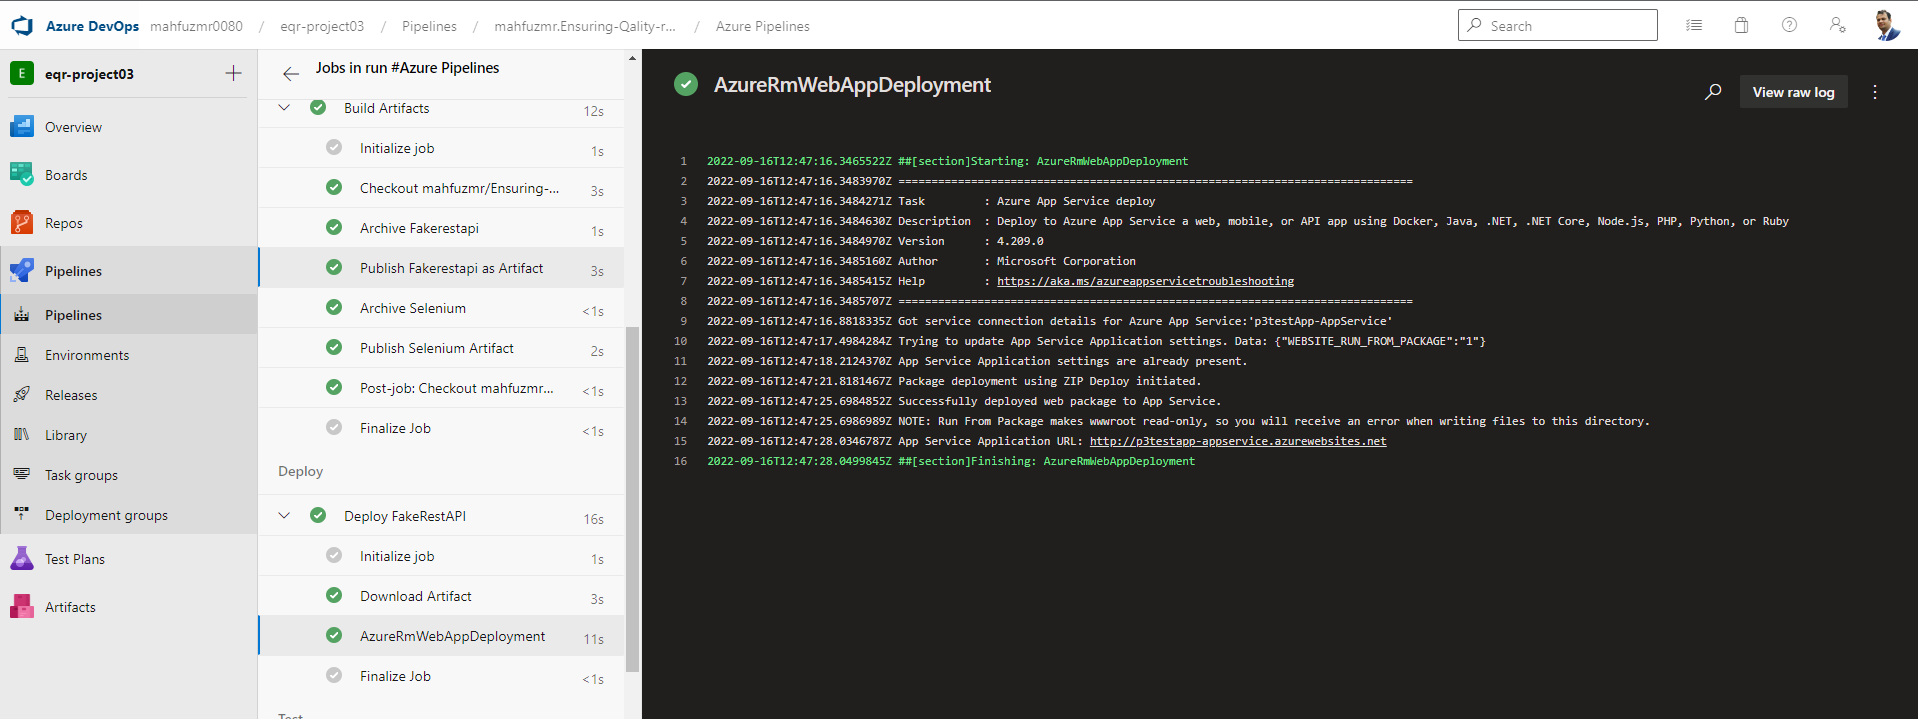 Azure DevOps mahfuzmr0080 / eqr-project03 / Pipelines / mahfuzmr.Ensuring-Qality-r... / Azure Pipelines
Search
E eqr-project03
Overview
Boards
Repos
Pipelines
Pipelines
Environments
Releases
Library
Task groups
Deployment groups
Test Plans
Artifacts
Jobs in run #Azure Pipelines
Build Artifacts 12s
Initialize job 1s
Checkout mahfuzmr/Ensuring-... 3s
Archive Fakerestapi 1s
Publish Fakerestapi as Artifact 3s
Archive Selenium <1s
Publish Selenium Artifact 2s
Post-job: Checkout mahfuzmr... <1s
Finalize Job <1s
Deploy
Deploy FakeRestAPI 16s
Initialize job 1s
Download Artifact 3s
AzureRmWebAppDeployment 11s
Finalize Job <1s
Test
AzureRmWebAppDeployment
View raw log
1 2022-09-16T12:47:16.3465522Z ##[section]Starting: AzureRmWebAppDeployment
2 2022-09-16T12:47:16.3483970Z ==============================================================================
3 2022-09-16T12:47:16.3484271Z Task : Azure App Service deploy
4 2022-09-16T12:47:16.3484630Z Description : Deploy to Azure App Service a web, mobile, or API app using Docker, Java, .NET, .NET Core, Node.js, PHP, Python, or Ruby
5 2022-09-16T12:47:16.3484970Z Version : 4.209.0
6 2022-09-16T12:47:16.3485160Z Author : Microsoft Corporation
7 2022-09-16T12:47:16.3485415Z Help : https://aka.ms/azureappservicetroubleshooting
8 2022-09-16T12:47:16.3485707Z ==============================================================================
9 2022-09-16T12:47:16.8818335Z Got service connection details for Azure App Service:'p3testApp-AppService'
10 2022-09-16T12:47:17.4984284Z Trying to update App Service Application settings. Data: {"WEBSITE_RUN_FROM_PACKAGE":"1"}
11 2022-09-16T12:47:18.2124370Z App Service Application settings are already present.
12 2022-09-16T12:47:21.8181467Z Package deployment using ZIP Deploy initiated.
13 2022-09-16T12:47:25.6984852Z Successfully deployed web package to App Service.
14 2022-09-16T12:47:25.6986989Z NOTE: Run From Package makes wwwroot read-only, so you will receive an error when writing files to this directory.
15 2022-09-16T12:47:28.0346787Z App Service Application URL: http://p3testapp-appservice.azurewebsites.net
16 2022-09-16T12:47:28.0499845Z ##[section]Finishing: AzureRmWebAppDeployment